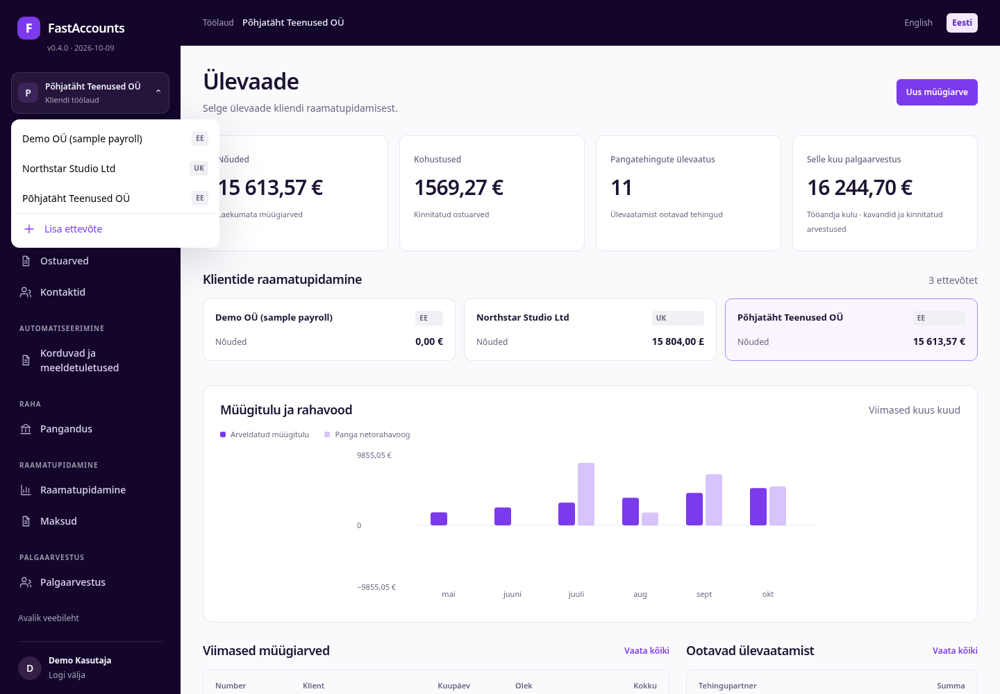 F
FastAccounts
v0.4.0 · 2026-10-09
P
Põhjatäht Teenused OÜ
Kliendi töölaud
Demo OÜ (sample payroll)
EE
Northstar Studio Ltd
UK
Põhjatäht Teenused OÜ
EE
Lisa ettevõte
Ostuarved
Kontaktid
AUTOMATISEERIMINE
Korduvad ja
meeldetuletused
RAHA
Pangandus
RAAMATUPIDAMINE
Raamatupidamine
Maksud
PALGAARVESTUS
Palgaarvestus
Avalik veebileht
D
Demo Kasutaja
Logi välja
Töölaud
Põhjatäht Teenused OÜ
English
Eesti
Ülevaade
Selge ülevaade kliendi raamatupidamisest.
Uus müügiarve
Nõuded
15 613,57 €
Laekumata müügiarved
Kohustused
1569,27 €
Kinnitatud ostuarved
Pangatehingute ülevaatus
11
Ülevaatamist ootavad tehingud
Selle kuu palgaarvestus
16 244,70 €
Tööandja kulu · kavandid ja kinnitatud
arvestused
Klientide raamatupidamine
3 ettevõtet
Demo OÜ (sample payroll)
EE
Nõuded
0,00 €
Northstar Studio Ltd
UK
Nõuded
15 804,00 £
Põhjatäht Teenused OÜ
EE
Nõuded
15 613,57 €
Müügitulu ja rahavood
Viimased kuus kuud
Arveldatud müügitulu
Panga netorahavoog
9855,05 €
0
−9855,05 €
mai
juuni
juuli
aug
sept
okt
Viimased müügiarved
Vaata kõiki
Number
Klient
Kuupäev
Olek
Kokku
Ootavad ülevaatamist
Vaata kõiki
Tehingupartner
Summa